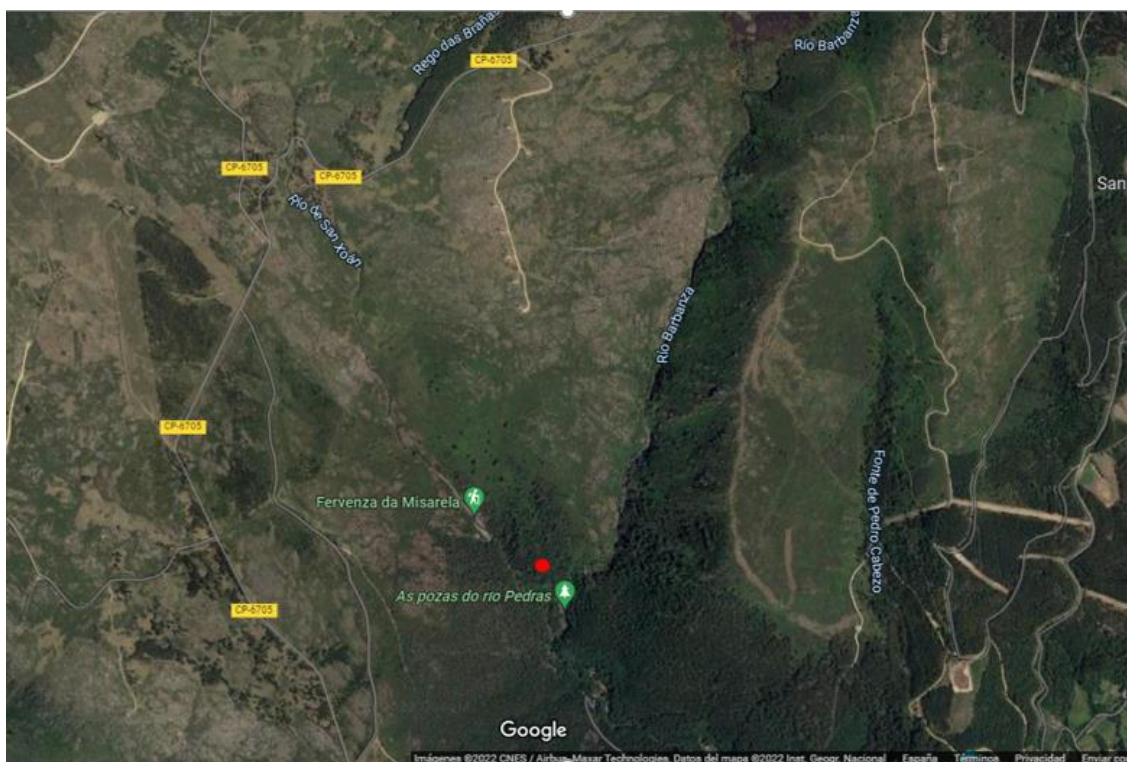 Rego das Brañas
Río Barbanza
CP-6705
CP-6705
CP-6705
San
Río de San Xoán
Río Barbanza
CP-6705
Fonte de Pedro Cabezo
Fervenza da Misarela
As pozas do río Pedras
CP-6705
Google
Imágenes ©2022 CNES / Airbus, Maxar Technologies, Datos del mapa ©2022 Inst. Geogr. Nacional España Términos Privacidad Enviar co